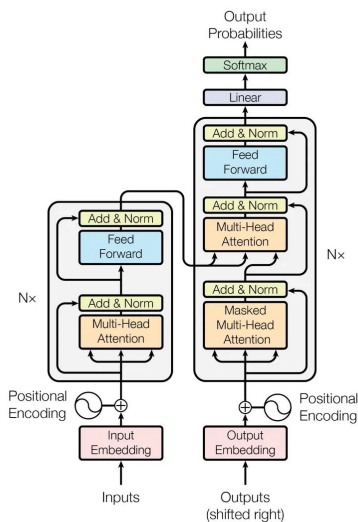 Output
Probabilities
Softmax
Linear
Add & Norm
Feed
Forward
Add & Norm
Multi-Head
Attention
Add & Norm
Masked
Multi-Head
Attention
Nx
Positional
Encoding
Output
Embedding
Outputs
(shifted right)
Add & Norm
Feed
Forward
Add & Norm
Multi-Head
Attention
Nx
Positional
Encoding
Input
Embedding
Inputs